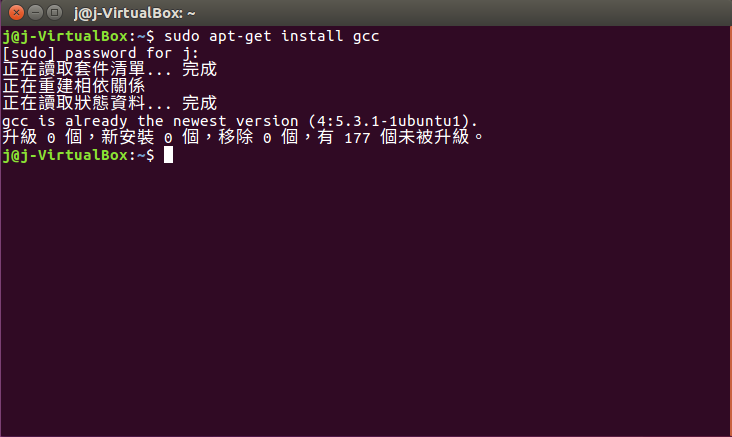 j@j-VirtualBox: ~
j@j-VirtualBox:~$ sudo apt-get install gcc
[sudo] password for j:
正在讀取套件清單... 完成
正在重建相依關係
正在讀取狀態資料... 完成
gcc is already the newest version (4:5.3.1-1ubuntu1).
升級 0 個，新安裝 0 個，移除 0 個，有 177 個未被升級。
j@j-VirtualBox:~$